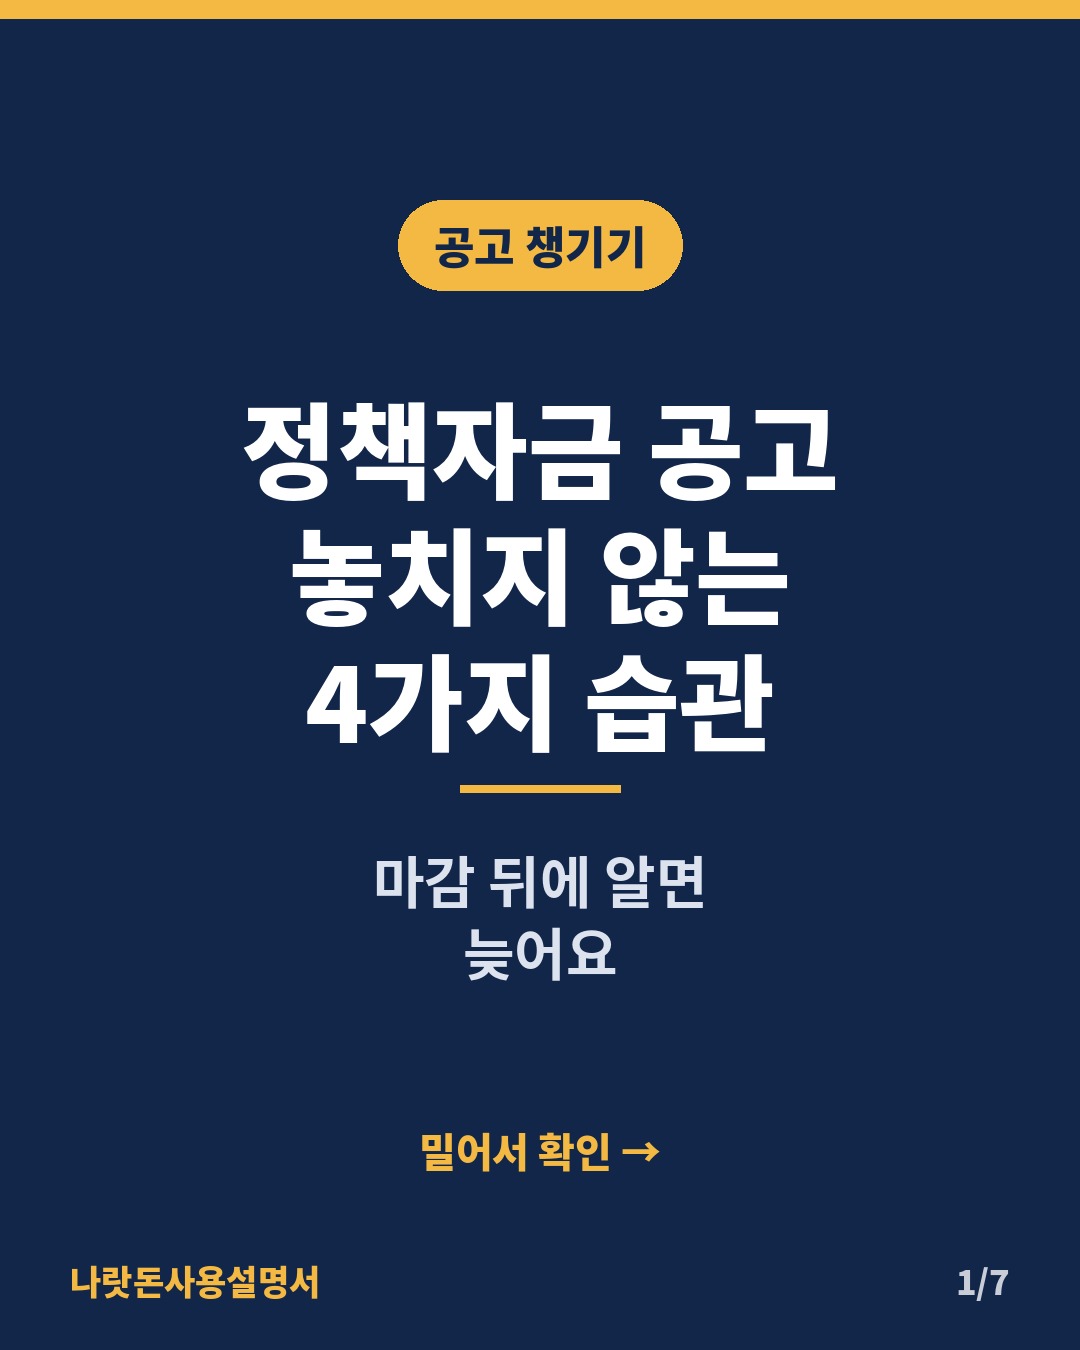 공고 챙기기
정책자금 공고
놓치지 않는
4가지 습관
마감 뒤에 알면
늦어요
밀어서 확인 →
나랏돈사용설명서
1/7